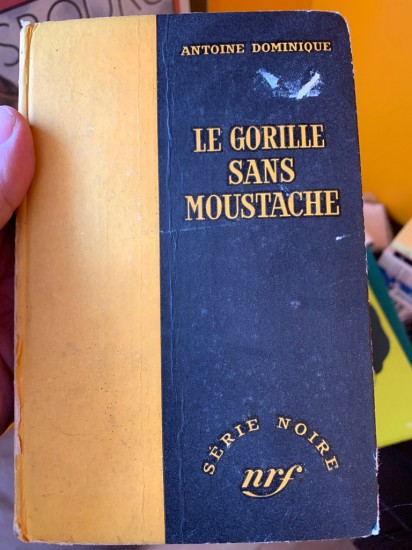 ANTOINE DOMINIQUE
LE GORILLE
SANS
MOUSTACHE
SÉRIE NOIRE
nrf